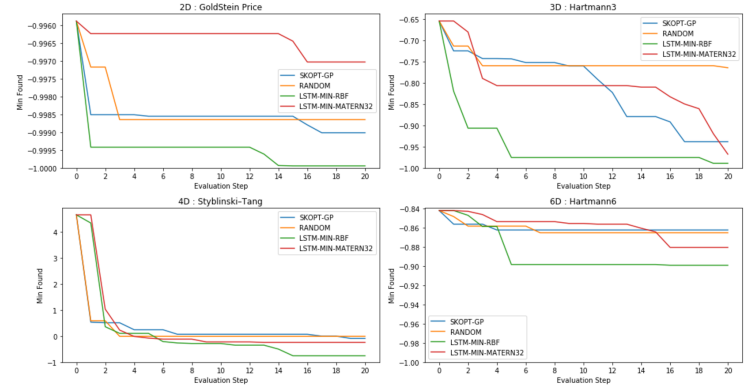 2D : GoldStein Price
Min Found
-0.9960
-0.9965
-0.9970
-0.9975
-0.9980
-0.9985
-0.9990
-0.9995
-1.0000
SKOPT-GP
RANDOM
LSTM-MIN-RBF
LSTM-MIN-MATERN32
0 2 4 6 8 10 12 14 16 18 20
Evaluation Step
3D : Hartmann3
Min Found
-0.65
-0.70
-0.75
-0.80
-0.85
-0.90
-0.95
-1.00
SKOPT-GP
RANDOM
LSTM-MIN-RBF
LSTM-MIN-MATERN32
0 2 4 6 8 10 12 14 16 18 20
Evaluation Step
4D : Styblinski–Tang
Min Found
4
3
2
1
0
-1
SKOPT-GP
RANDOM
LSTM-MIN-RBF
LSTM-MIN-MATERN32
0 2 4 6 8 10 12 14 16 18 20
Evaluation Step
6D : Hartmann6
Min Found
-0.84
-0.86
-0.88
-0.90
-0.92
-0.94
-0.96
-0.98
-1.00
SKOPT-GP
RANDOM
LSTM-MIN-RBF
LSTM-MIN-MATERN32
0 2 4 6 8 10 12 14 16 18 20
Evaluation Step